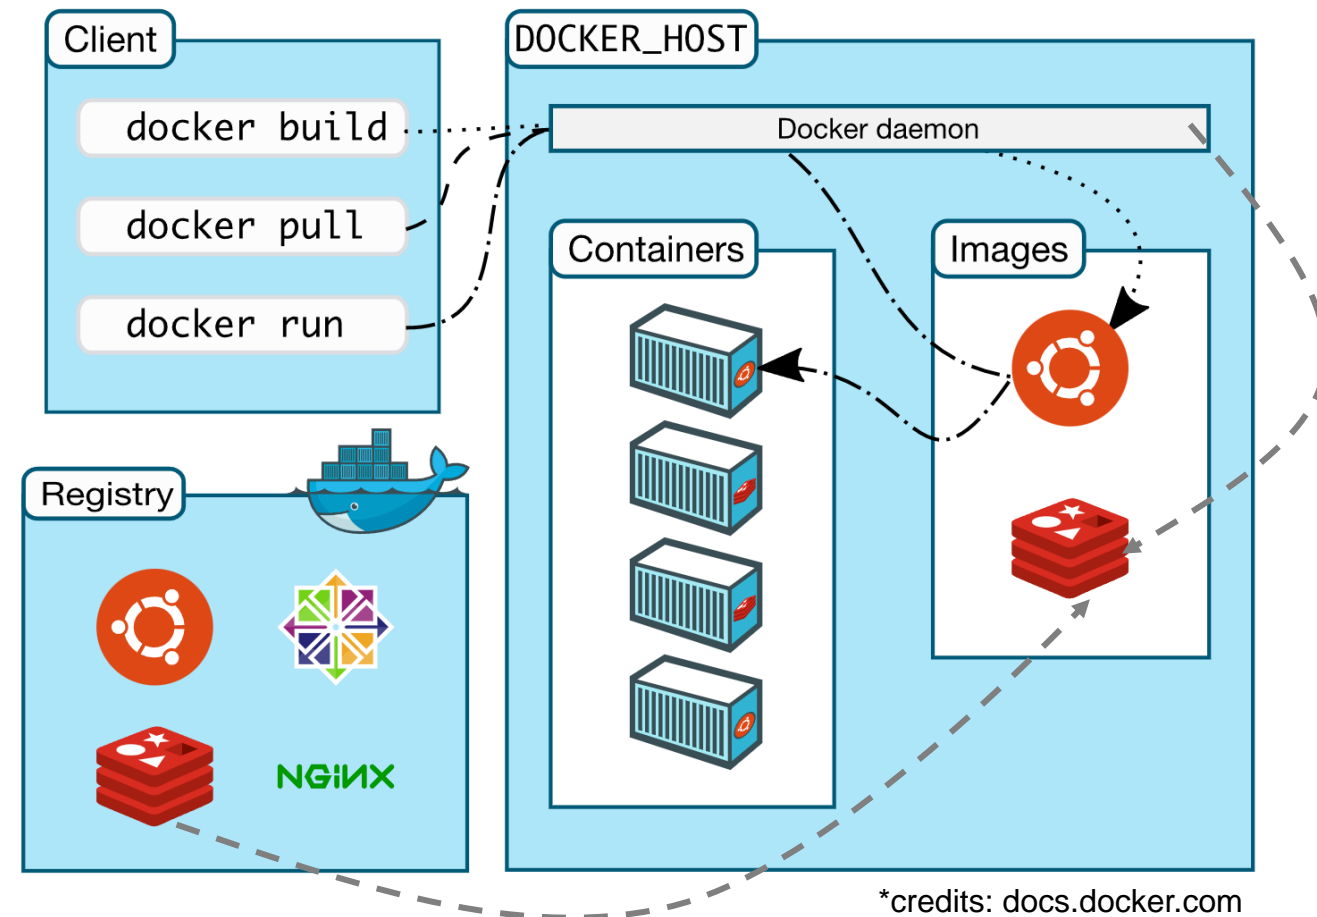 Client
docker build
docker pull
docker run
DOCKER_HOST
Docker daemon
Containers
Images
Registry
NGiNX
*credits: docs.docker.com